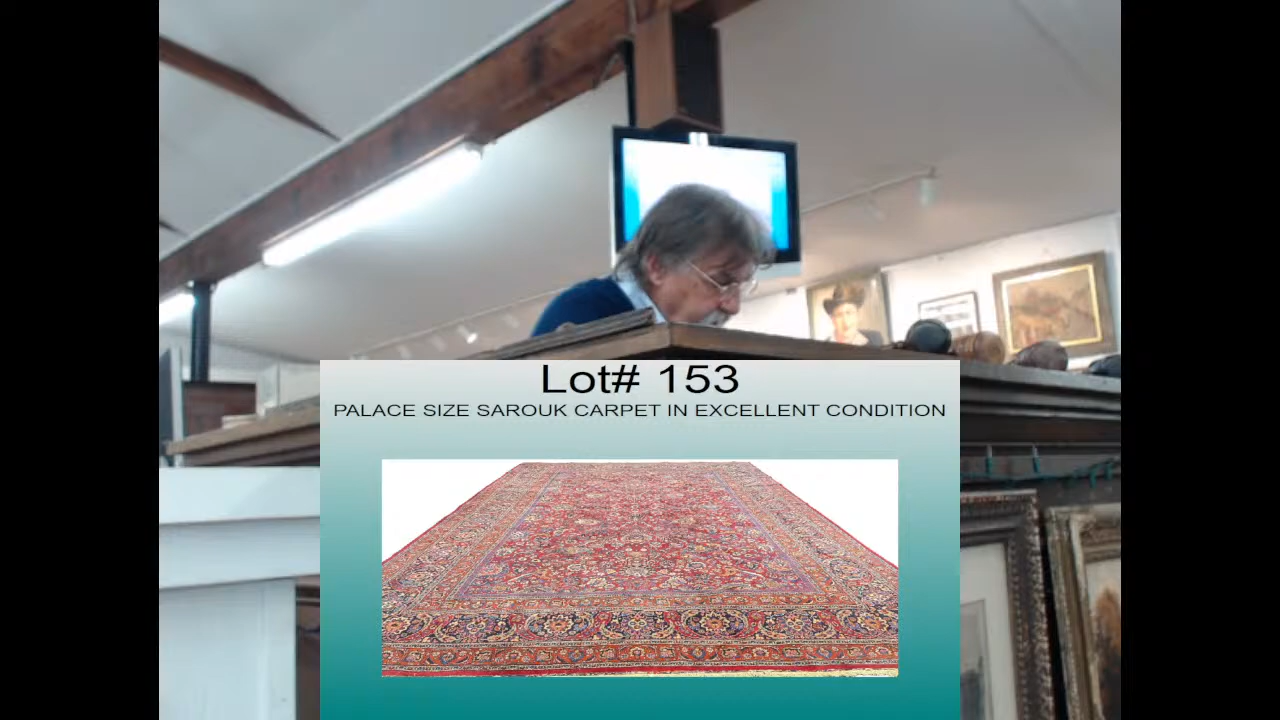 Lot# 153
PALACE SIZE SAROUK CARPET IN EXCELLENT CONDITION